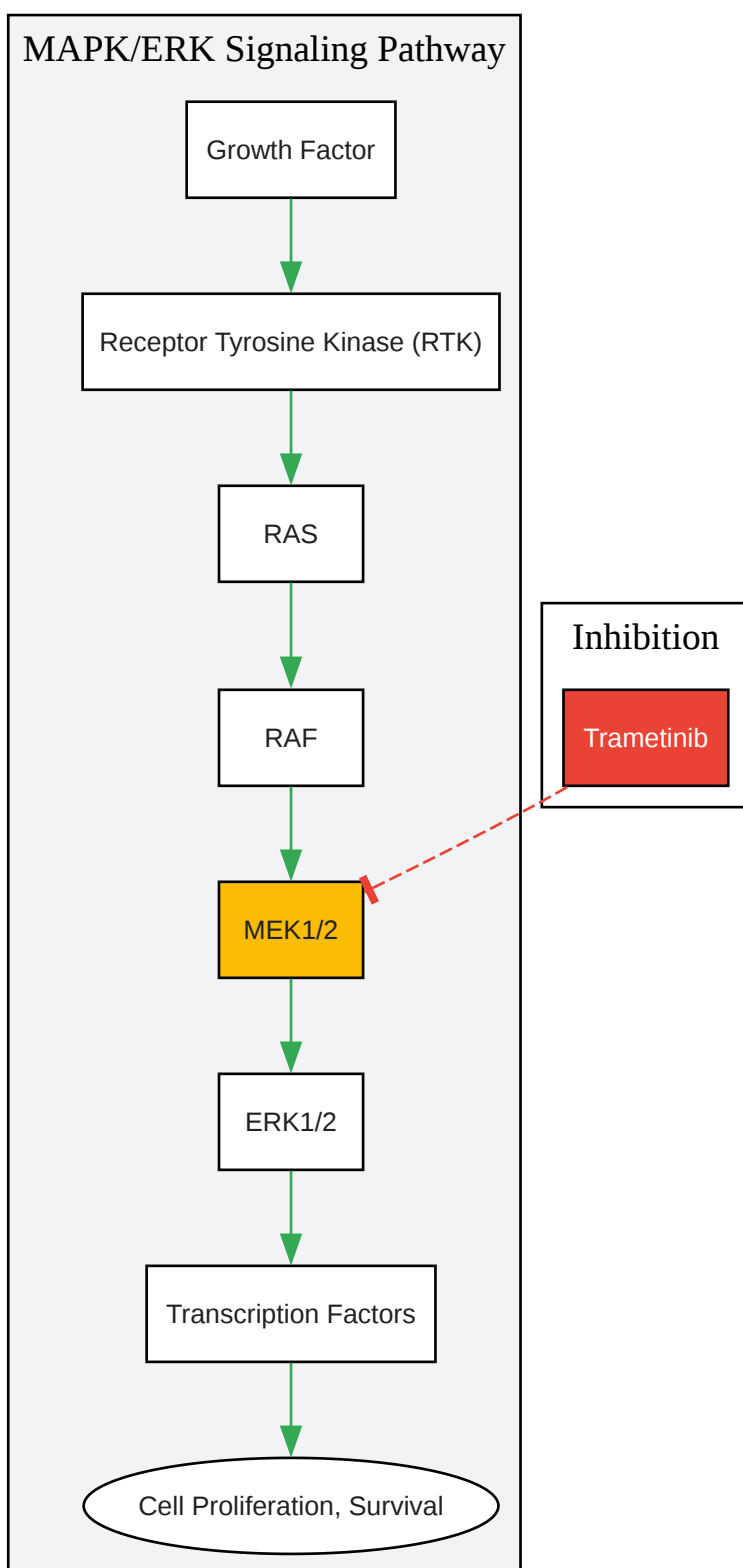 MAPK/ERK Signaling Pathway
Growth Factor
Receptor Tyrosine Kinase (RTK)
RAS
Inhibition
RAF
Trametinib
MEK1/2
ERK1/2
Transcription Factors
Cell Proliferation, Survival